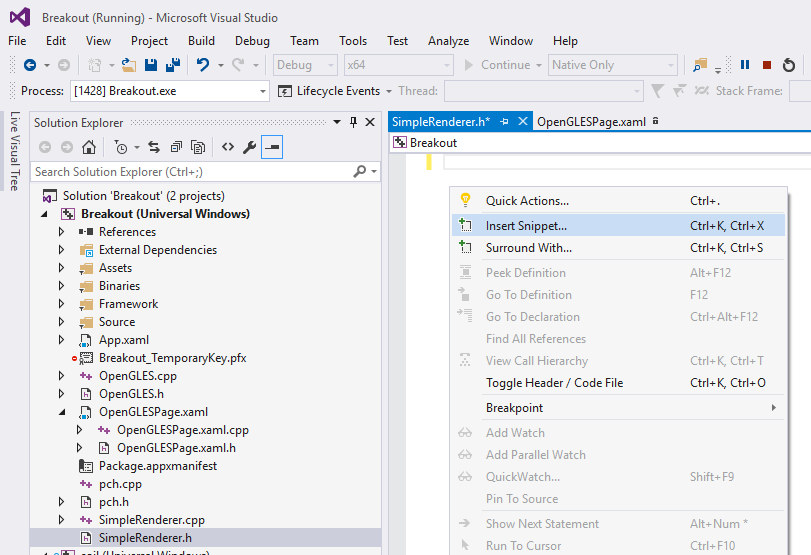 Breakout (Running) - Microsoft Visual Studio
File Edit View Project Build Debug Team Tools Test Analyze Window Help
Debug x64 Continue Native Only
Process: [1428] Breakout.exe Lifecycle Events Thread: Stack Frame:
Live Visual Tree
Solution Explorer
Search Solution Explorer (Ctrl+;)
Solution 'Breakout' (2 projects)
Breakout (Universal Windows)
References
External Dependencies
Assets
Binaries
Framework
Source
App.xaml
Breakout_TemporaryKey.pfx
OpenGLES.cpp
OpenGLES.h
OpenGLESPage.xaml
OpenGLESPage.xaml.cpp
OpenGLESPage.xaml.h
Package.appxmanifest
pch.cpp
pch.h
SimpleRenderer.cpp
SimpleRenderer.h
SimpleRenderer.h* OpenGLESPage.xaml
Breakout
Quick Actions... Ctrl+.
Insert Snippet... Ctrl+K, Ctrl+X
Surround With... Ctrl+K, Ctrl+S
Peek Definition Alt+F12
Go To Definition F12
Go To Declaration Ctrl+Alt+F12
Find All References
View Call Hierarchy Ctrl+K, Ctrl+T
Toggle Header / Code File Ctrl+K, Ctrl+O
Breakpoint
Add Watch
Add Parallel Watch
QuickWatch... Shift+F9
Pin To Source
Show Next Statement Alt+Num *
Run To Cursor Ctrl+F10